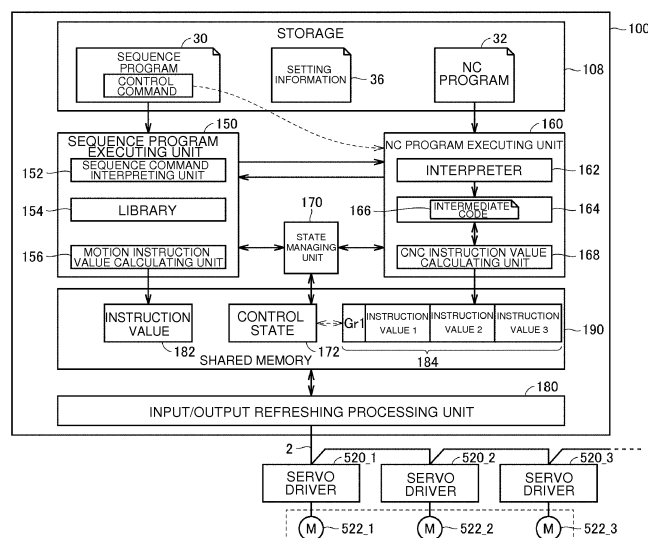 100
30
STORAGE
32
SEQUENCE
PROGRAM
CONTROL
COMMAND
SETTING
INFORMATION
36
NC
PROGRAM
108
150
160
SEQUENCE PROGRAM
EXECUTING UNIT
NC PROGRAM EXECUTING UNIT
152
SEQUENCE COMMAND
INTERPRETING UNIT
INTERPRETER
162
154
LIBRARY
170
166
INTERMEDIATE
CODE
164
STATE
MANAGING
UNIT
156
MOTION INSTRUCTION
VALUE CALCULATING UNIT
CNC INSTRUCTION VALUE
CALCULATING UNIT
168
INSTRUCTION
VALUE
CONTROL
STATE
Gr1
INSTRUCTION
VALUE 1
INSTRUCTION
VALUE 2
INSTRUCTION
VALUE 3
190
182
172
184
SHARED MEMORY
180
INPUT/OUTPUT REFRESHING PROCESSING UNIT
2
520_1
520_2
520_3
SERVO
DRIVER
SERVO
DRIVER
SERVO
DRIVER
M
522_1
M
522_2
M
522_3